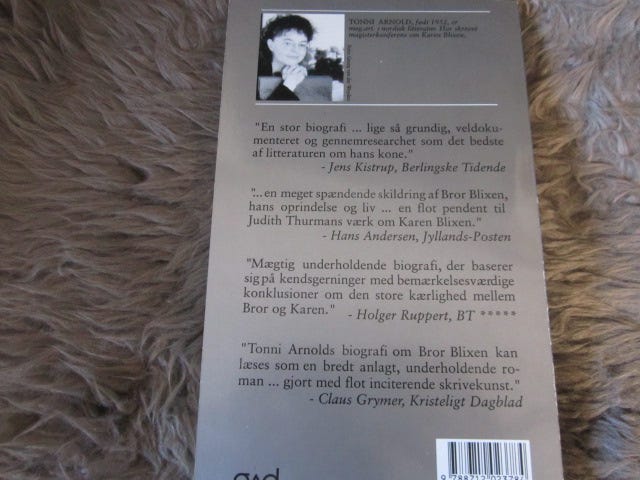 TONNI ARNOLD, født 1952, er
mag.art. i nordisk litteratur. Har skrevet
magisterkonferens om Karen Blixen.
"En stor biografi ... lige så grundig, veldoku-
menteret og gennemresearchet som det bedste
af litteraturen om hans kone."
- Jens Kistrup, Berlingske Tidende
"... en meget spændende skildring af Bror Blixen,
hans oprindelse og liv ... en flot pendent til
Judith Thurmans værk om Karen Blixen."
- Hans Andersen, Jyllands-Posten
"Mægtig underholdende biografi, der baserer
sig på kendsgerninger med bemærkelsesværdige
konklusioner om den store kærlighed mellem
Bror og Karen." - Holger Ruppert, BT *****
"Tonni Arnolds biografi om Bror Blixen kan
læses som en bredt anlagt, underholdende ro-
man ... gjort med flot inciterende skrivekunst."
- Claus Grymer, Kristeligt Dagblad
gad
9 788712 023784